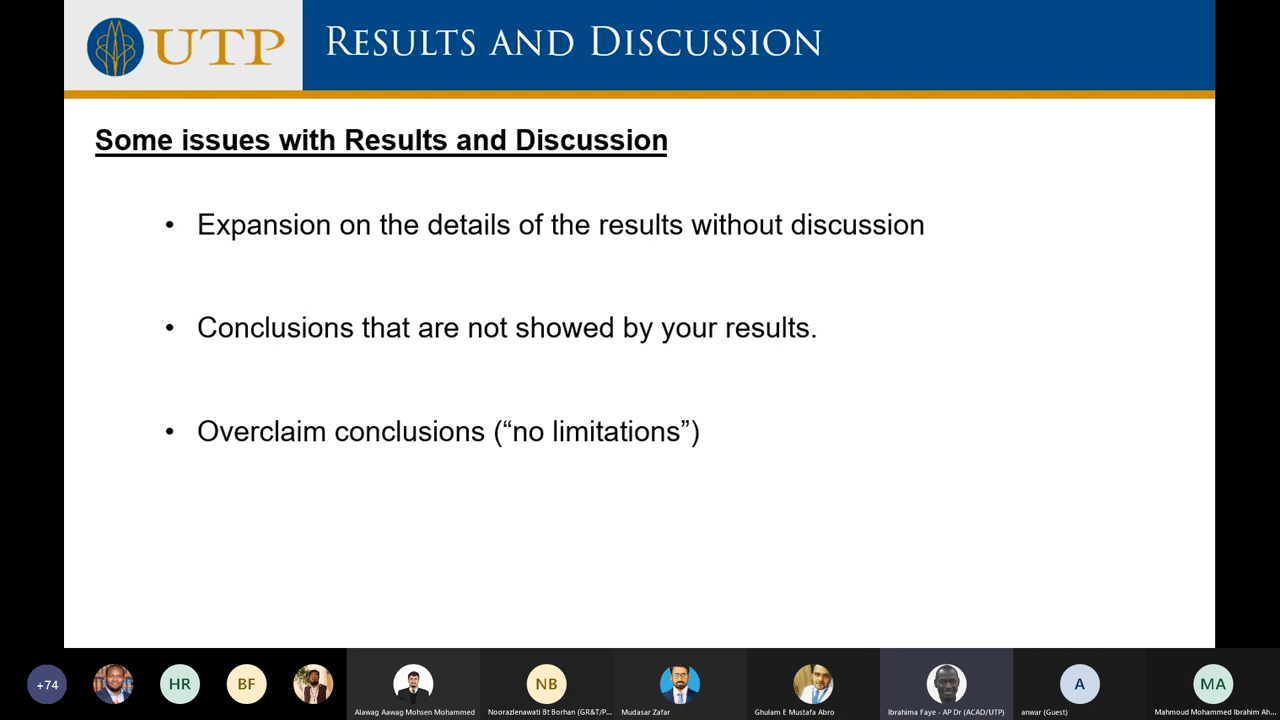 UTP
RESULTS AND DISCUSSION
Some issues with Results and Discussion
• Expansion on the details of the results without discussion
• Conclusions that are not showed by your results.
• Overclaim conclusions (“no limitations”)
+74
HR
BF
NB
A
MA
Alawag Aawag Mohsen Mohammed
Noorazlenawati Bt Borhan (GR&T/P...
Mudasar Zafar
Ghulam E Mustafa Abro
Ibrahima Faye - AP Dr (ACAD/UTP)
anwar (Guest)
Mahmoud Mohammed Ibrahim Ah...